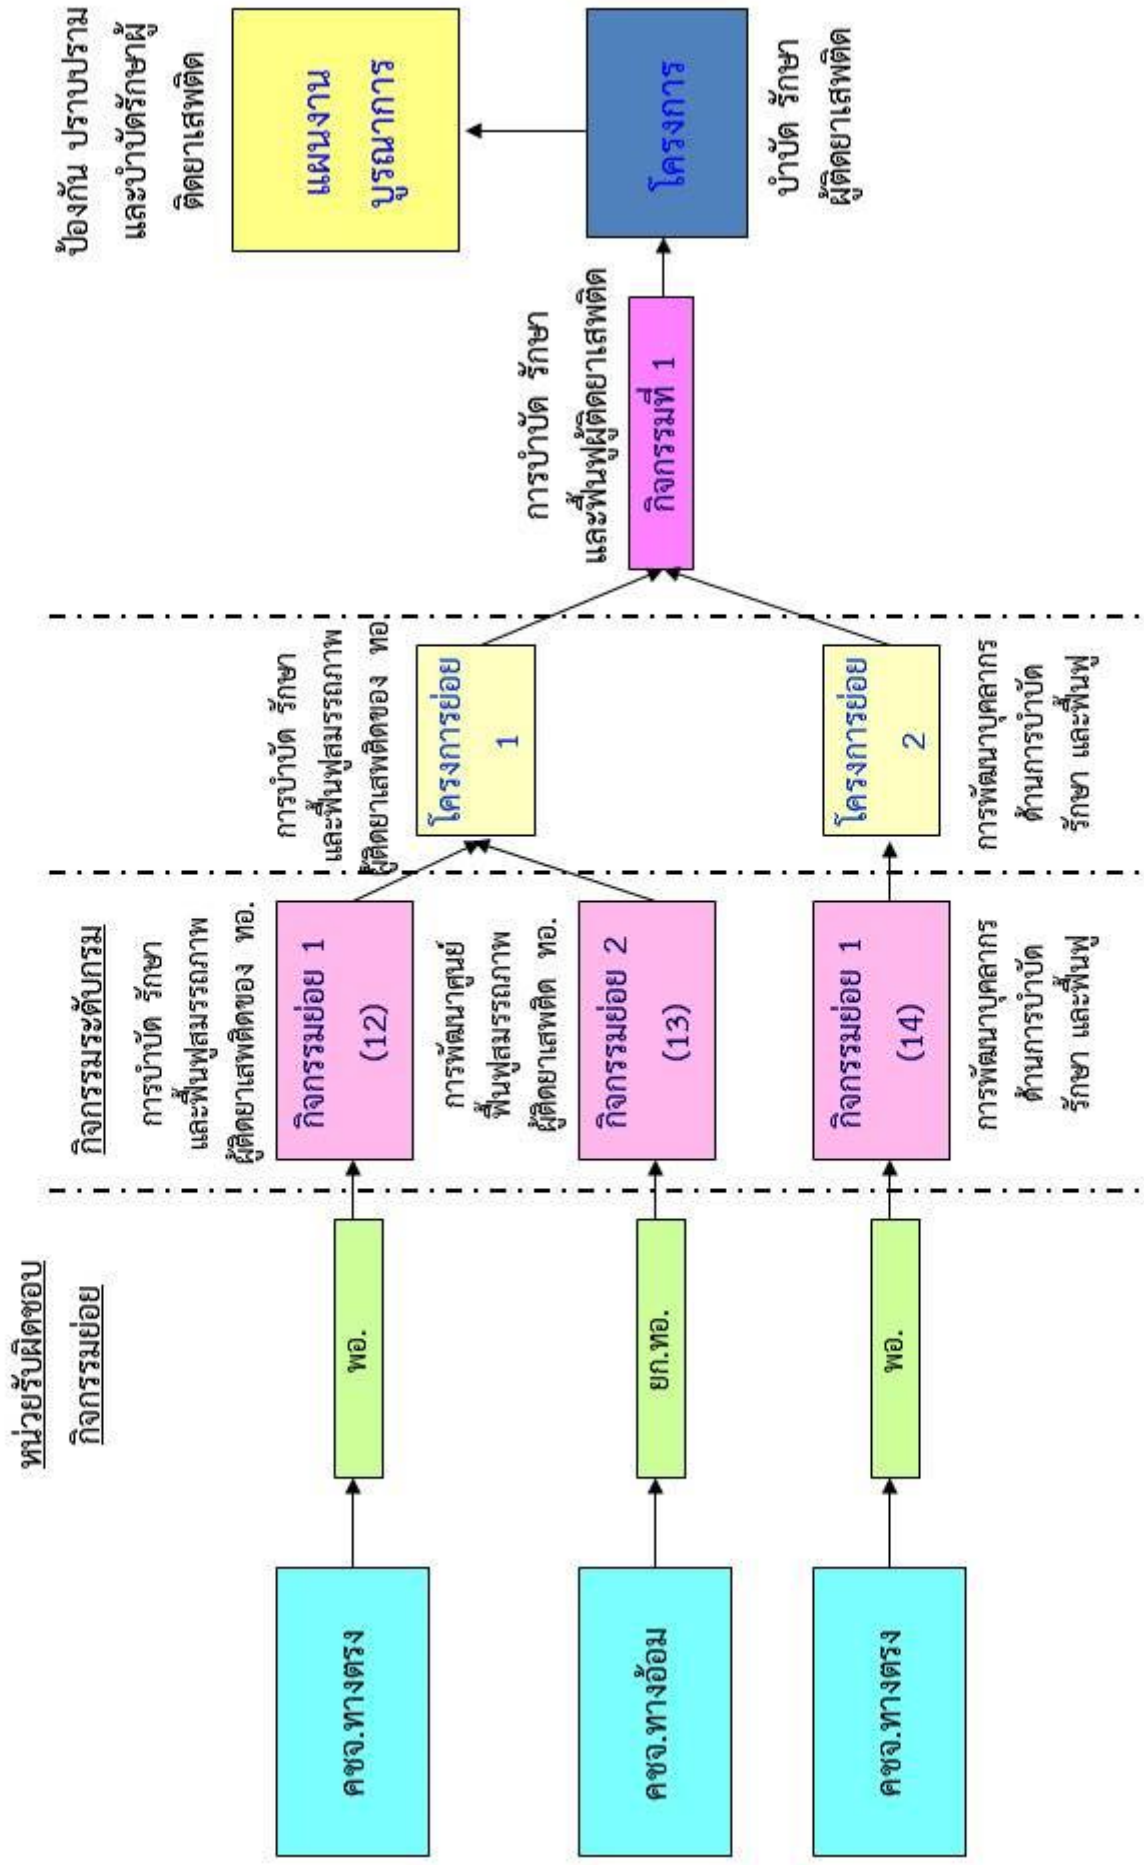 หน่วยรับผิดชอบ
กิจกรรมย่อย
กิจกรรมระดับกรม
คชจ.ทางตรง
พอ.
การบำบัด รักษา
และฟื้นฟูสมรรถภาพ
ผู้ติดยาเสพติดของ ทอ.
กิจกรรมย่อย 1
(12)
คชจ.ทางอ้อม
ยก.ทอ.
การพัฒนาศูนย์
ฟื้นฟูสมรรถภาพ
ผู้ติดยาเสพติด ทอ.
กิจกรรมย่อย 2
(13)
คชจ.ทางตรง
พอ.
กิจกรรมย่อย 1
(14)
การพัฒนาบุคลากร
ด้านการบำบัด
รักษา และฟื้นฟู
การบำบัด รักษา
และฟื้นฟูสมรรถภาพ
ผู้ติดยาเสพติดของ ทอ
โครงการย่อย
1
โครงการย่อย
2
การพัฒนาบุคลากร
ด้านการบำบัด
รักษา และฟื้นฟู
การบำบัด รักษา
และฟื้นฟูผู้ติดยาเสพติด
กิจกรรมที่ 1
ป้องกัน ปราบปราม
และบำบัดรักษาผู้
ติดยาเสพติด
แผนงาน
บูรณาการ
โครงการ
บำบัด รักษา
ผู้ติดยาเสพติด